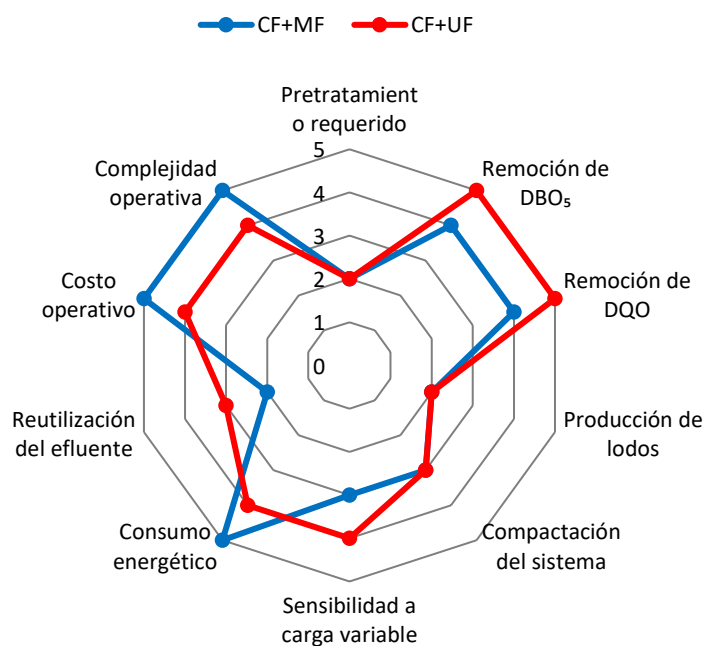 CF+MF CF+UF
Pretratamient
o requerido
Remoción de
DBO₅
Remoción de
DQO
Producción de
lodos
Compactación
del sistema
Sensibilidad a
carga variable
Consumo
energético
Reutilización
del efluente
Costo
operativo
Complejidad
operativa
5
4
3
2
1
0